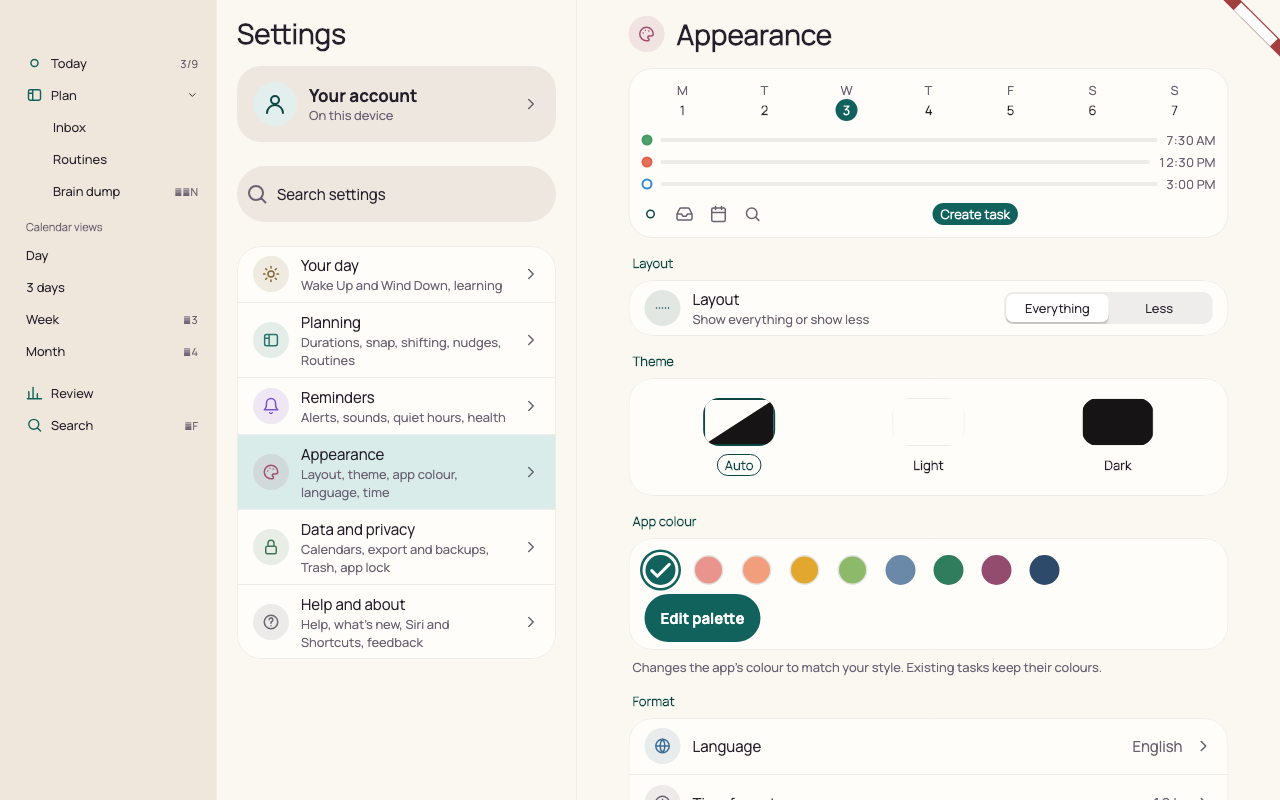 Today 3/9
Plan
Inbox
Routines
Brain dump N
Calendar views
Day
3 days
Week 3
Month 4
Review
Search F
Settings
Your account
On this device
Search settings
Your day
Wake Up and Wind Down, learning
Planning
Durations, snap, shifting, nudges,
Routines
Reminders
Alerts, sounds, quiet hours, health
Appearance
Layout, theme, app colour,
language, time
Data and privacy
Calendars, export and backups,
Trash, app lock
Help and about
Help, what's new, Siri and
Shortcuts, feedback
Appearance
M T W T F S S
1 2 3 4 5 6 7
7:30 AM
12:30 PM
3:00 PM
Create task
Layout
Layout
Show everything or show less
Everything Less
Theme
Auto Light Dark
App colour
Edit palette
Changes the app's colour to match your style. Existing tasks keep their colours.
Format
Language English